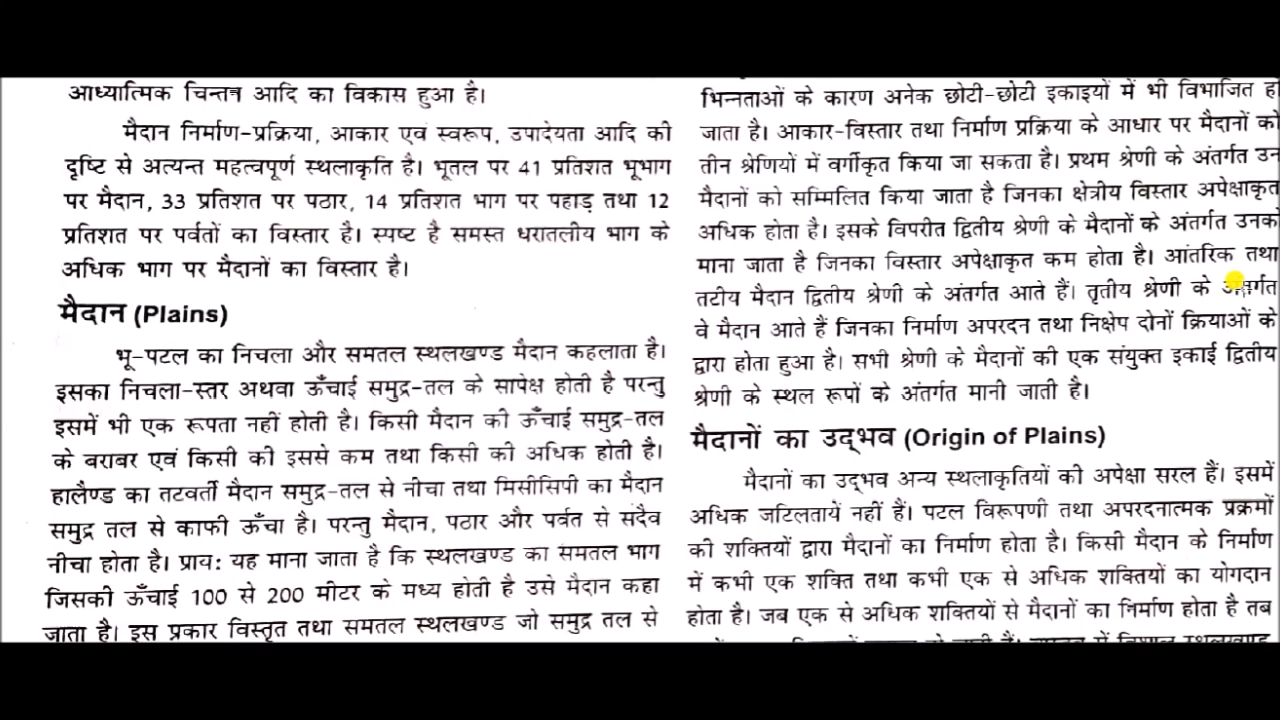 आध्यात्मिक चिन्तन आदि का विकास हुआ है।
मैदान निर्माण-प्रक्रिया, आकार एवं स्वरूप, उपादेयता आदि की
दृष्टि से अत्यन्त महत्वपूर्ण स्थलाकृति है। भूतल पर 41 प्रतिशत भूभाग
पर मैदान, 33 प्रतिशत पर पठार, 14 प्रतिशत भाग पर पहाड़ तथा 12
प्रतिशत पर पर्वतों का विस्तार है। स्पष्ट है समस्त धरातलीय भाग के
अधिक भाग पर मैदानों का विस्तार है।
मैदान (Plains)
भू-पटल का निचला और समतल स्थलखण्ड मैदान कहलाता है।
इसका निचला-स्तर अथवा ऊँचाई समुद्र-तल के सापेक्ष होती है परन्तु
इसमें भी एक रूपता नहीं होती है। किसी मैदान की ऊँचाई समुद्र-तल
के बराबर एवं किसी की इससे कम तथा किसी की अधिक होती है।
हालैण्ड का तटवर्ती मैदान समुद्र-तल से नीचा तथा मिसीसिपी का मैदान
समुद्र तल से काफी ऊँचा है। परन्तु मैदान, पठार और पर्वत से सदैव
नीचा होता है। प्राय: यह माना जाता है कि स्थलखण्ड का समतल भाग
जिसकी ऊँचाई 100 से 200 मीटर के मध्य होती है उसे मैदान कहा
जाता है। इस प्रकार विस्तृत तथा समतल स्थलखण्ड जो समुद्र तल से
भिन्नताओं के कारण अनेक छोटी-छोटी इकाइयों में भी विभाजित ह
जाता है। आकार-विस्तार तथा निर्माण प्रक्रिया के आधार पर मैदानों को
तीन श्रेणियों में वर्गीकृत किया जा सकता है। प्रथम श्रेणी के अंतर्गत उन
मैदानों को सम्मिलित किया जाता है जिनका क्षेत्रीय विस्तार अपेक्षाकृत
अधिक होता है। इसके विपरीत द्वितीय श्रेणी के मैदानों के अंतर्गत उनक
माना जाता है जिनका विस्तार अपेक्षाकृत कम होता है। आंतरिक तथा
तटीय मैदान द्वितीय श्रेणी के अंतर्गत आते हैं। तृतीय श्रेणी के अंतर्गत
वे मैदान आते हैं जिनका निर्माण अपरदन तथा निक्षेप दोनों क्रियाओं के
द्वारा होता हुआ है। सभी श्रेणी के मैदानों की एक संयुक्त इकाई द्वितीय
श्रेणी के स्थल रूपों के अंतर्गत मानी जाती है।
मैदानों का उद्भव (Origin of Plains)
मैदानों का उद्भव अन्य स्थलाकृतियों की अपेक्षा सरल हैं। इसमें
अधिक जटिलतायें नहीं हैं। पटल विरूपणी तथा अपरदनात्मक प्रक्रमों
की शक्तियों द्वारा मैदानों का निर्माण होता है। किसी मैदान के निर्माण
में कभी एक शक्ति तथा कभी एक से अधिक शक्तियों का योगदान
होता है। जब एक से अधिक शक्तियों से मैदानों का निर्माण होता है तब